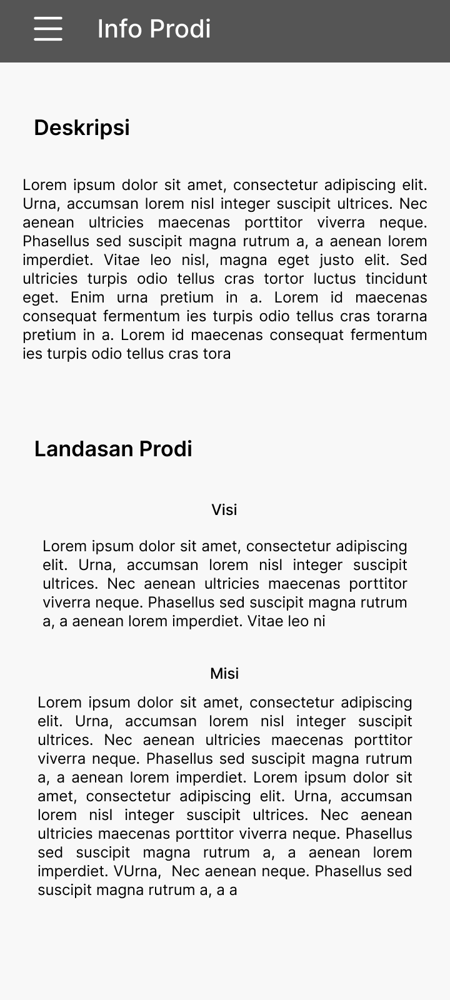 Info Prodi
Deskripsi
Lorem ipsum dolor sit amet, consectetur adipiscing elit.
Urna, accumsan lorem nisl integer suscipit ultrices. Nec
aenean ultricies maecenas porttitor viverra neque.
Phasellus sed suscipit magna rutrum a, a aenean lorem
imperdiet. Vitae leo nisl, magna eget justo elit. Sed
ultricies turpis odio tellus cras tortor luctus tincidunt
eget. Enim urna pretium in a. Lorem id maecenas
consequat fermentum ies turpis odio tellus cras torarna
pretium in a. Lorem id maecenas consequat fermentum
ies turpis odio tellus cras tora
Landasan Prodi
Visi
Lorem ipsum dolor sit amet, consectetur adipiscing
elit. Urna, accumsan lorem nisl integer suscipit
ultrices. Nec aenean ultricies maecenas porttitor
viverra neque. Phasellus sed suscipit magna rutrum
a, a aenean lorem imperdiet. Vitae leo ni
Misi
Lorem ipsum dolor sit amet, consectetur adipiscing
elit. Urna, accumsan lorem nisl integer suscipit
ultrices. Nec aenean ultricies maecenas porttitor
viverra neque. Phasellus sed suscipit magna rutrum
a, a aenean lorem imperdiet. Lorem ipsum dolor sit
amet, consectetur adipiscing elit. Urna, accumsan
lorem nisl integer suscipit ultrices. Nec aenean
ultricies maecenas porttitor viverra neque. Phasellus
sed suscipit magna rutrum a, a aenean lorem
imperdiet. VUrna,  Nec aenean neque. Phasellus sed
suscipit magna rutrum a, a a